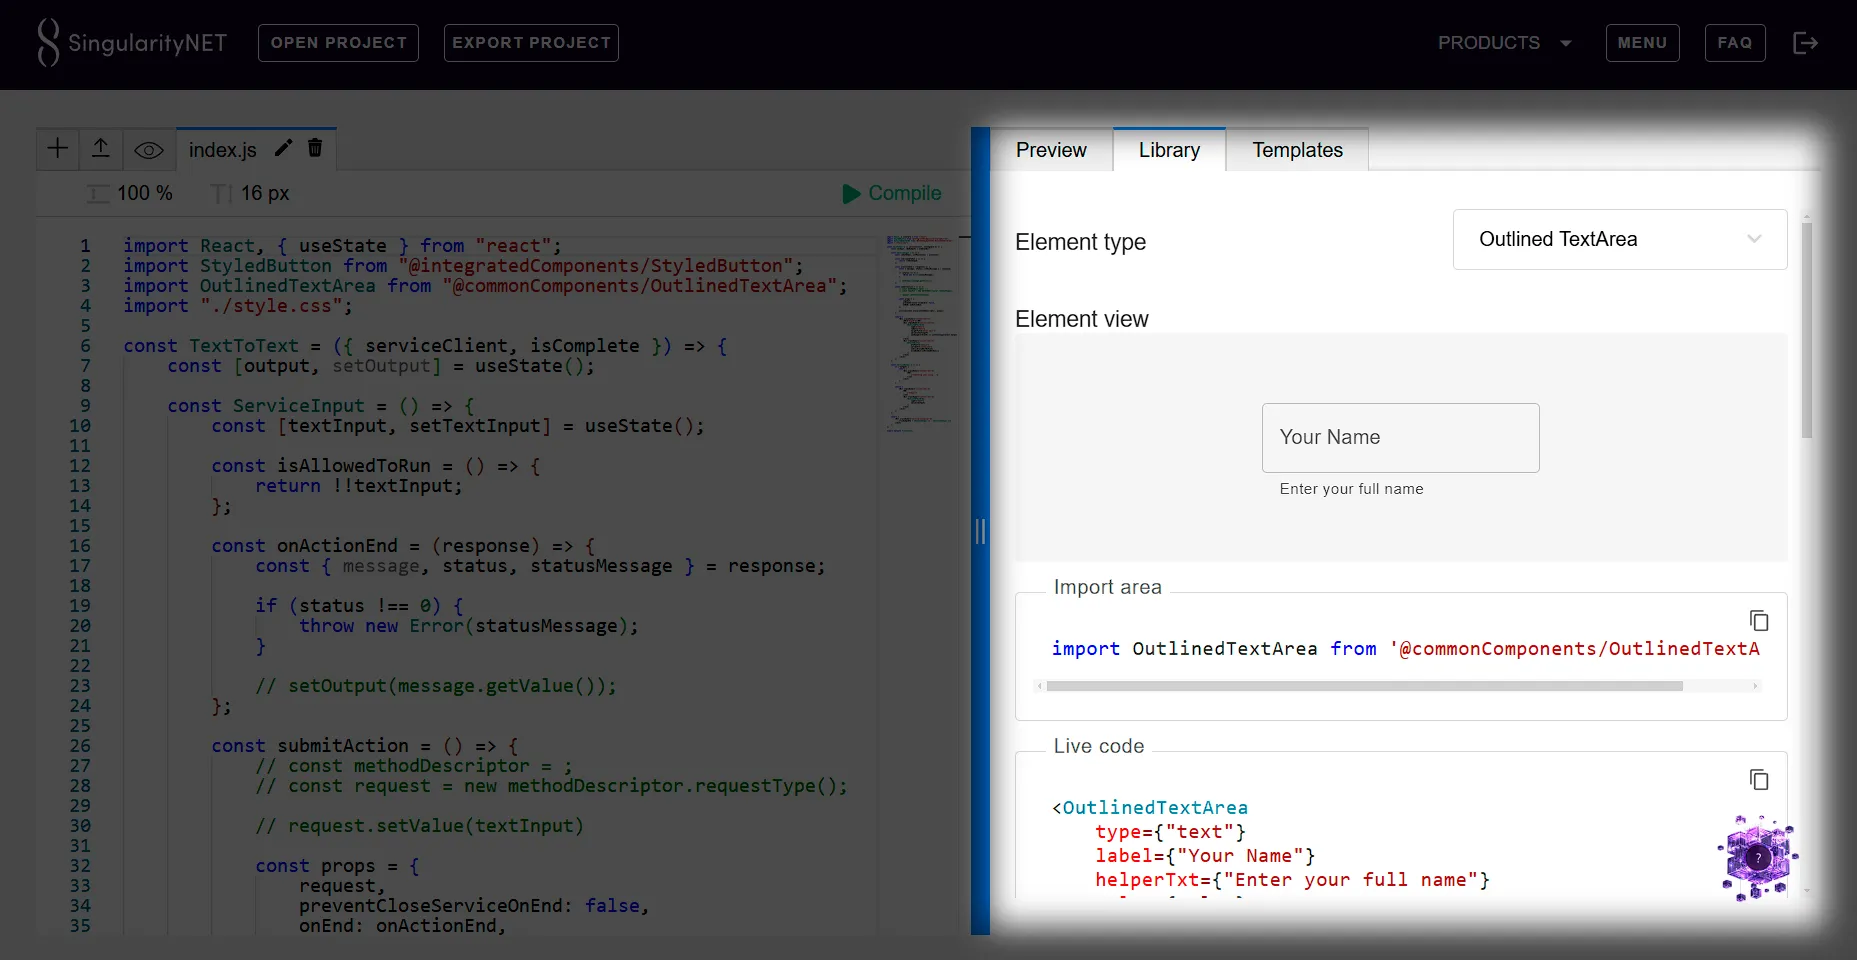 SingularityNET
OPEN PROJECT
EXPORT PROJECT
PRODUCTS
MENU
FAQ
index.js
100 %
16 px
Compile
1 import React, { useState } from "react";
2 import StyledButton from "@integratedComponents/StyledButton";
3 import OutlinedTextArea from "@commonComponents/OutlinedTextArea";
4 import "./style.css";
5
6 const TextToText = ({ serviceClient, isComplete }) => {
7 const [output, setOutput] = useState();
8
9 const ServiceInput = () => {
10 const [textInput, setTextInput] = useState();
11
12 const isAllowedToRun = () => {
13 return !!textInput;
14 };
15
16 const onActionEnd = (response) => {
17 const { message, status, statusMessage } = response;
18
19 if (status !== 0) {
20 throw new Error(statusMessage);
21 }
22
23 // setOutput(message.getValue());
24 };
25
26 const submitAction = () => {
27 // const methodDescriptor = ;
28 // const request = new methodDescriptor.requestType();
29
30 // request.setValue(textInput)
31
32 const props = {
33 request,
34 preventCloseServiceOnEnd: false,
35 onEnd: onActionEnd,
Preview
Library
Templates
Element type
Outlined TextArea
Element view
Your Name
Enter your full name
Import area
import OutlinedTextArea from '@commonComponents/OutlinedTextA
Live code
<OutlinedTextArea
type={"text"}
label={"Your Name"}
helperTxt={"Enter your full name"}
?